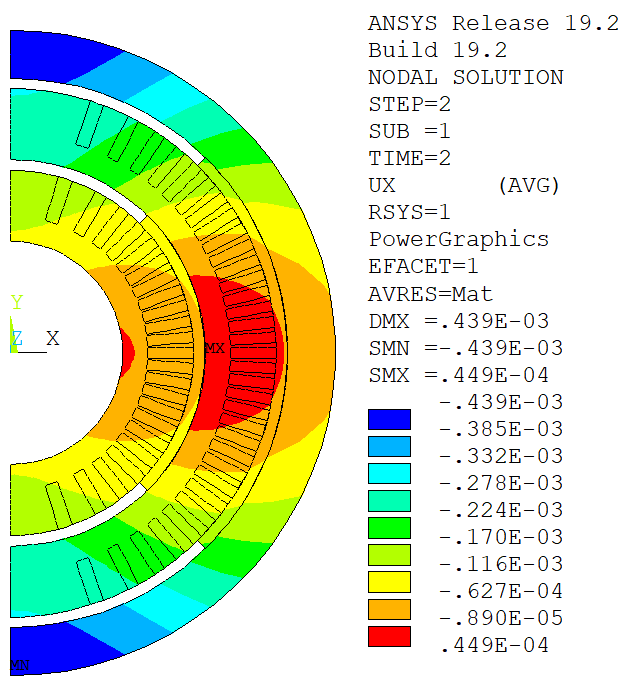 ANSYS Release 19.2
Build 19.2
NODAL SOLUTION
STEP=2
SUB =1
TIME=2
UX (AVG)
RSYS=1
PowerGraphics
EFACET=1
AVRES=Mat
DMX =.439E-03
SMN =-.439E-03
SMX =.449E-04
-.439E-03
-.385E-03
-.332E-03
-.278E-03
-.224E-03
-.170E-03
-.116E-03
-.627E-04
-.890E-05
.449E-04
Y
Z X
MX
MN